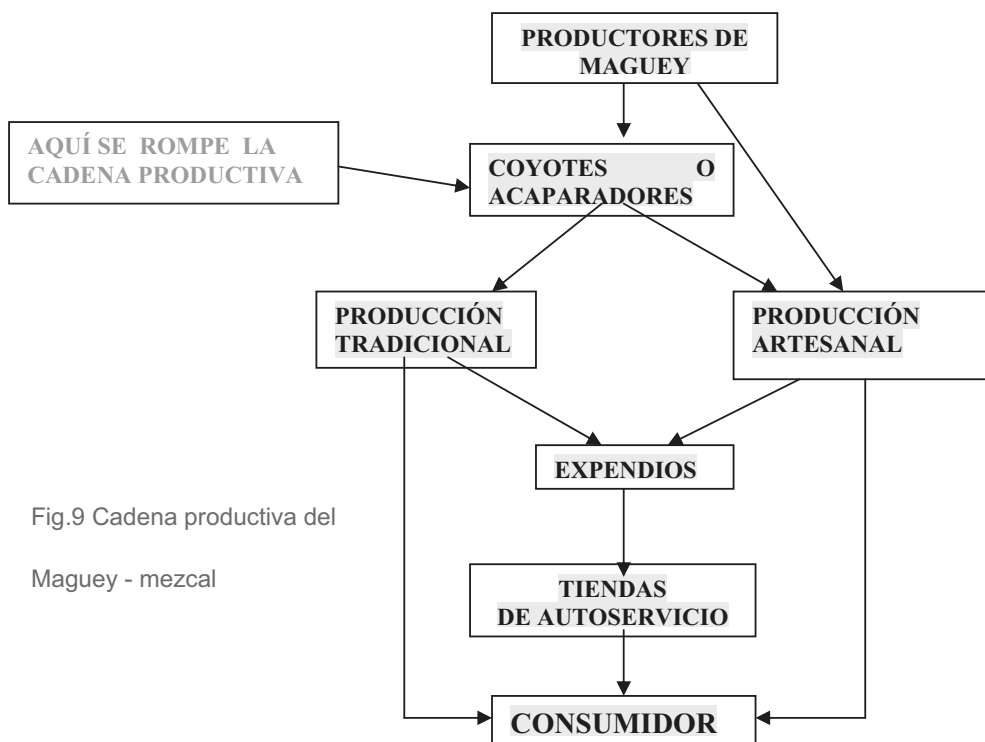 PRODUCTORES DE
MAGUEY
AQUÍ SE ROMPE LA
CADENA PRODUCTIVA
COYOTES O
ACAPARADORES
PRODUCCIÓN
TRADICIONAL
PRODUCCIÓN
ARTESANAL
EXPENDIOS
Fig.9 Cadena productiva del
Maguey - mezcal
TIENDAS
DE AUTOSERVICIO
CONSUMIDOR